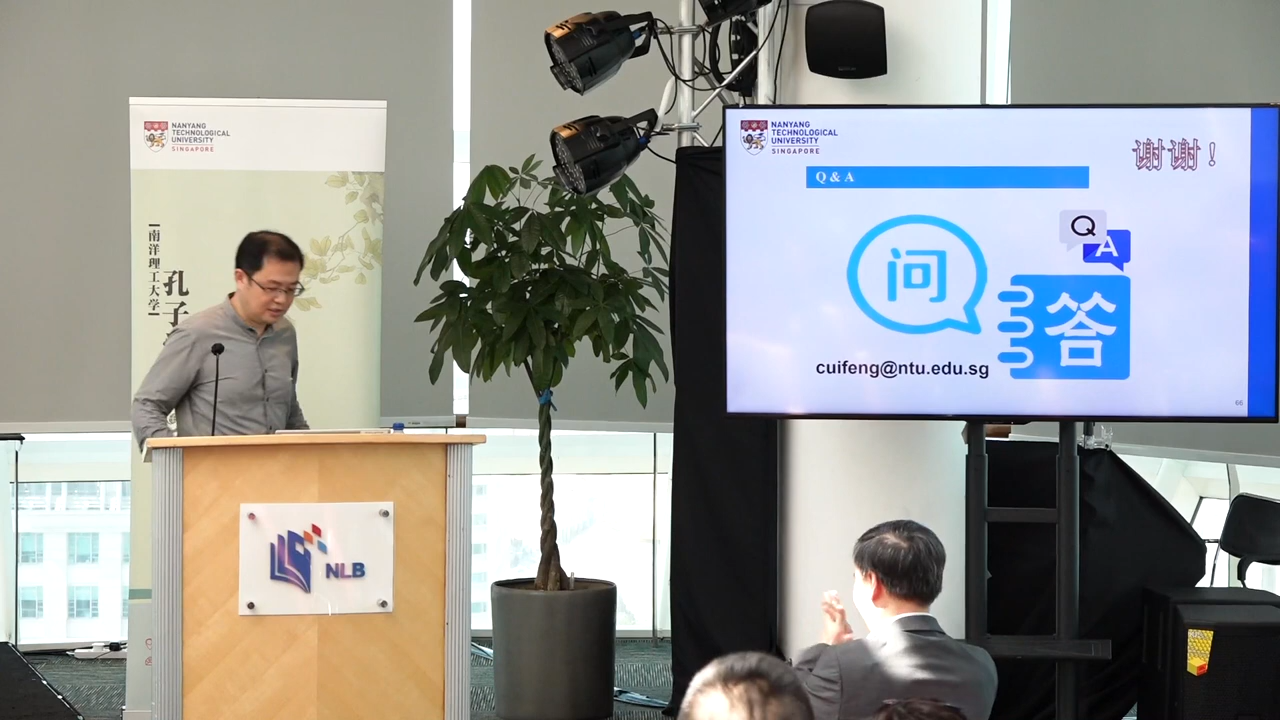 NANYANG
TECHNOLOGICAL
UNIVERSITY
SINGAPORE
南洋理工大学
孔子
NLB
NANYANG
TECHNOLOGICAL
UNIVERSITY
SINGAPORE
谢谢!
Q & A
问
Q
A
答
cuifeng@ntu.edu.sg
66